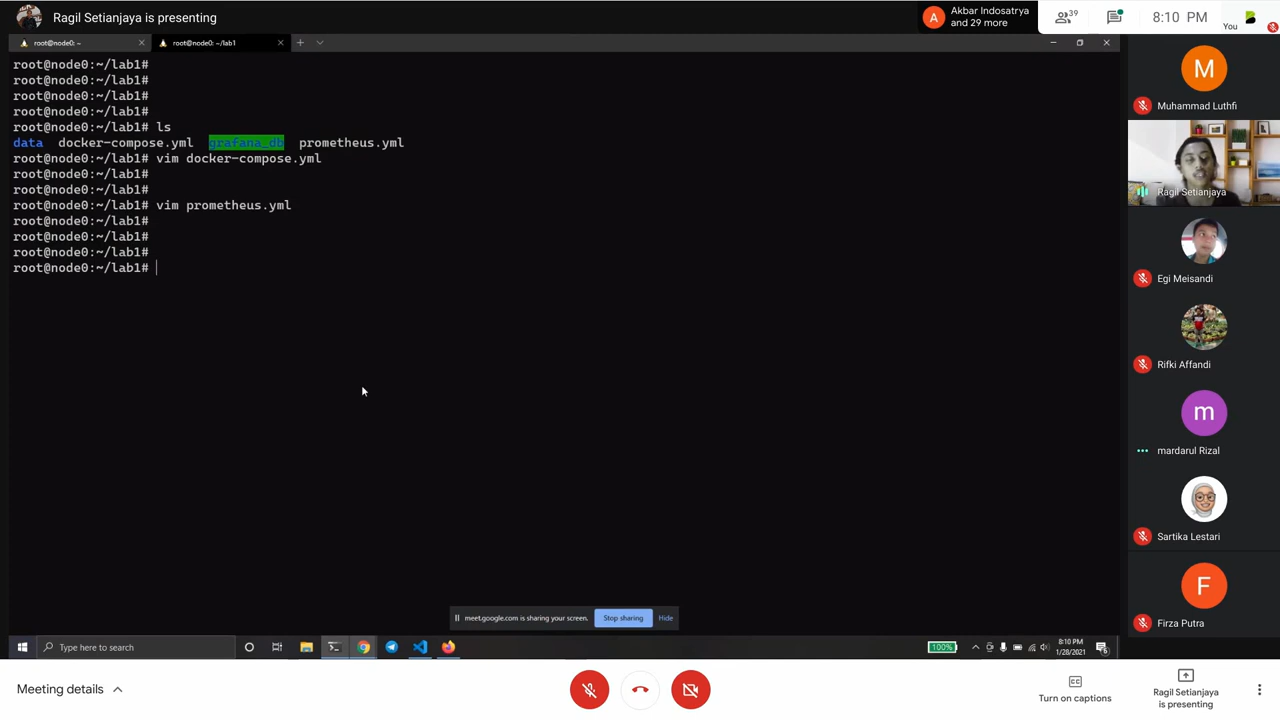 Ragil Setianjaya is presenting
A
Akbar Indosatrya
and 29 more
39
8:10 PM
You
root@node0: ~
root@node0: ~/lab1
root@node0:~/lab1#
root@node0:~/lab1#
root@node0:~/lab1#
root@node0:~/lab1#
root@node0:~/lab1# ls
data docker-compose.yml grafana_db prometheus.yml
root@node0:~/lab1# vim docker-compose.yml
root@node0:~/lab1#
root@node0:~/lab1#
root@node0:~/lab1# vim prometheus.yml
root@node0:~/lab1#
root@node0:~/lab1#
root@node0:~/lab1#
root@node0:~/lab1#
M
Muhammad Luthfi
Ragil Setianjaya
Egi Meisandi
Rifki Affandi
m
mardarul Rizal
Sartika Lestari
F
Firza Putra
meet.google.com is sharing your screen.
Stop sharing
Hide
Type here to search
100%
8:10 PM
1/28/2021
Meeting details
Turn on captions
Ragil Setianjaya
is presenting